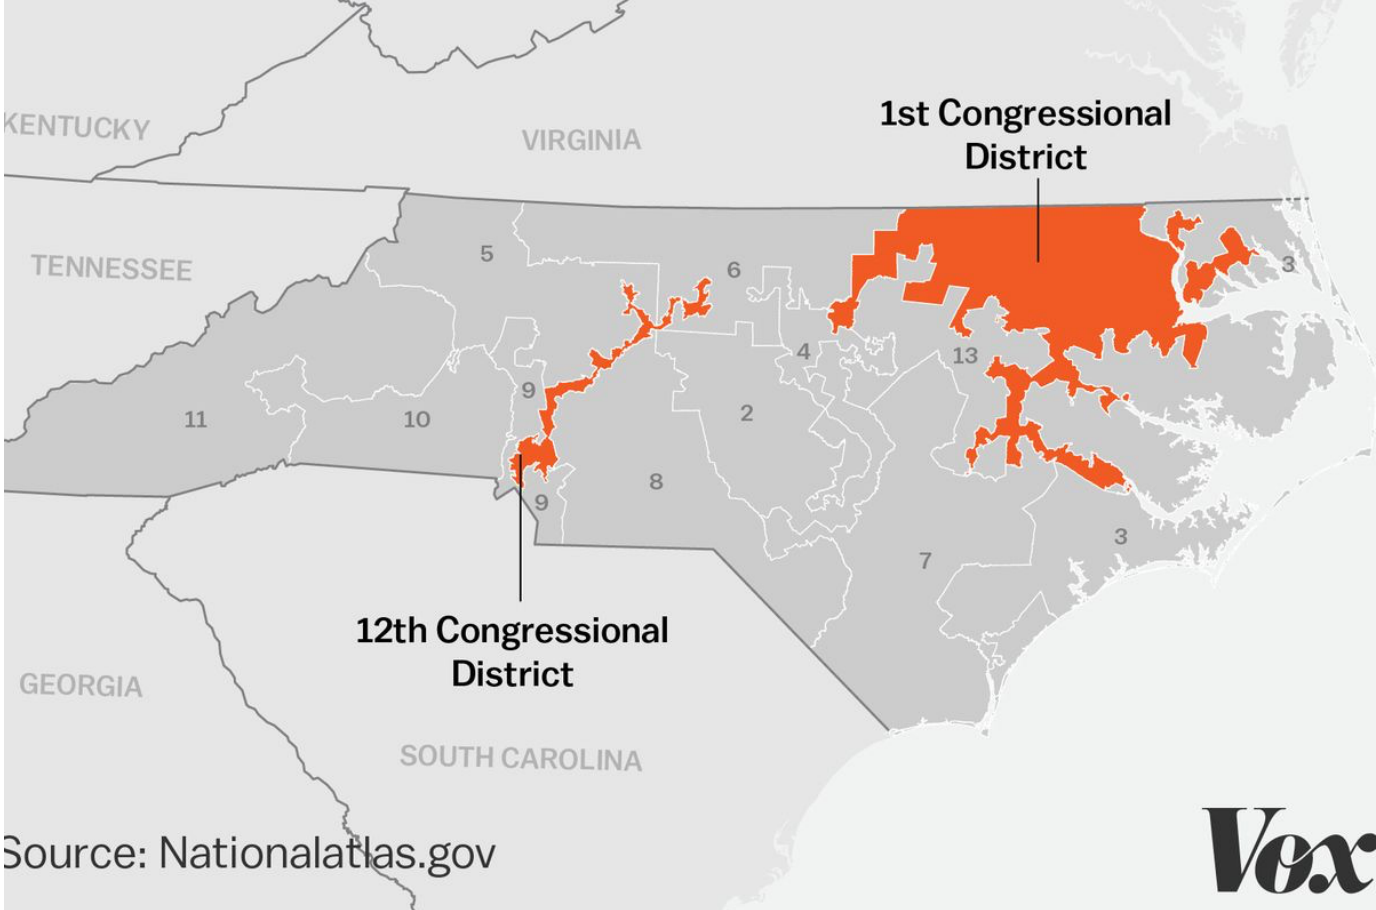 1st Congressional
District
KENTUCKY
VIRGINIA
TENNESSEE
5
6
3
4
13
9
11
10
2
8
9
7
3
12th Congressional
District
GEORGIA
SOUTH CAROLINA
Source: Nationalatlas.gov
Vox